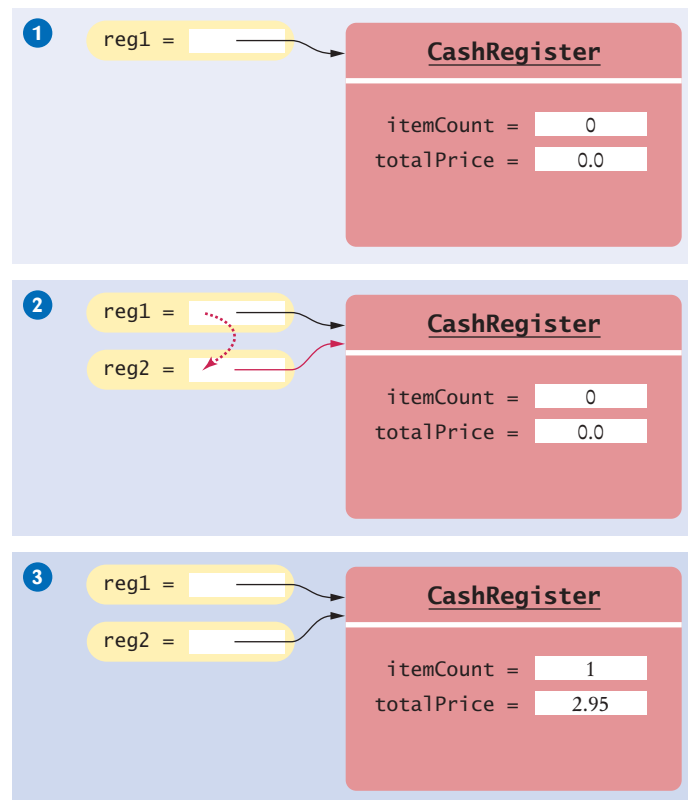 1
reg1 =
CashRegister
itemCount = 0
totalPrice = 0.0
2
reg1 =
reg2 =
CashRegister
itemCount = 0
totalPrice = 0.0
3
reg1 =
reg2 =
CashRegister
itemCount = 1
totalPrice = 2.95